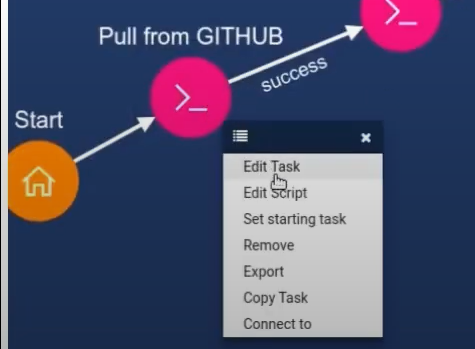 Pull from GITHUB
success
Start
Edit Task
Edit Script
Set starting task
Remove
Export
Copy Task
Connect to